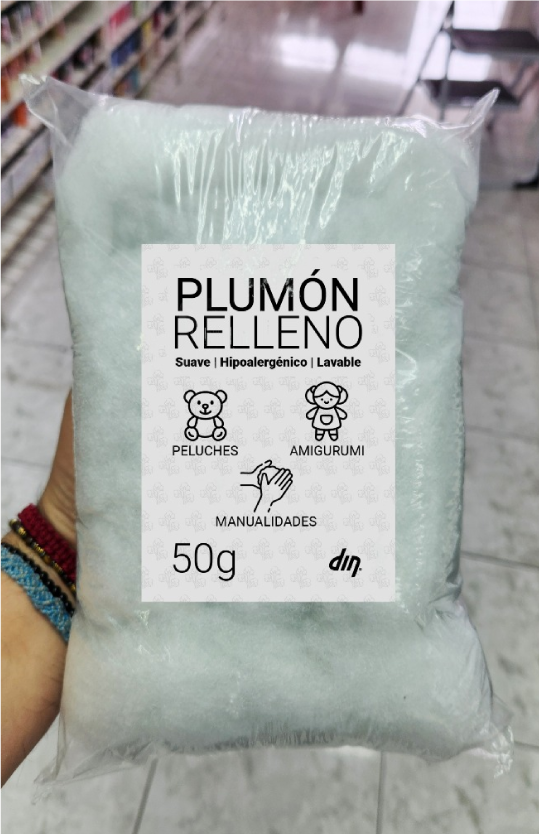 PLUMÓN
RELLENO
Suave | Hipoalergénico | Lavable
PELUCHES
AMIGURUMI
MANUALIDADES
50g
din